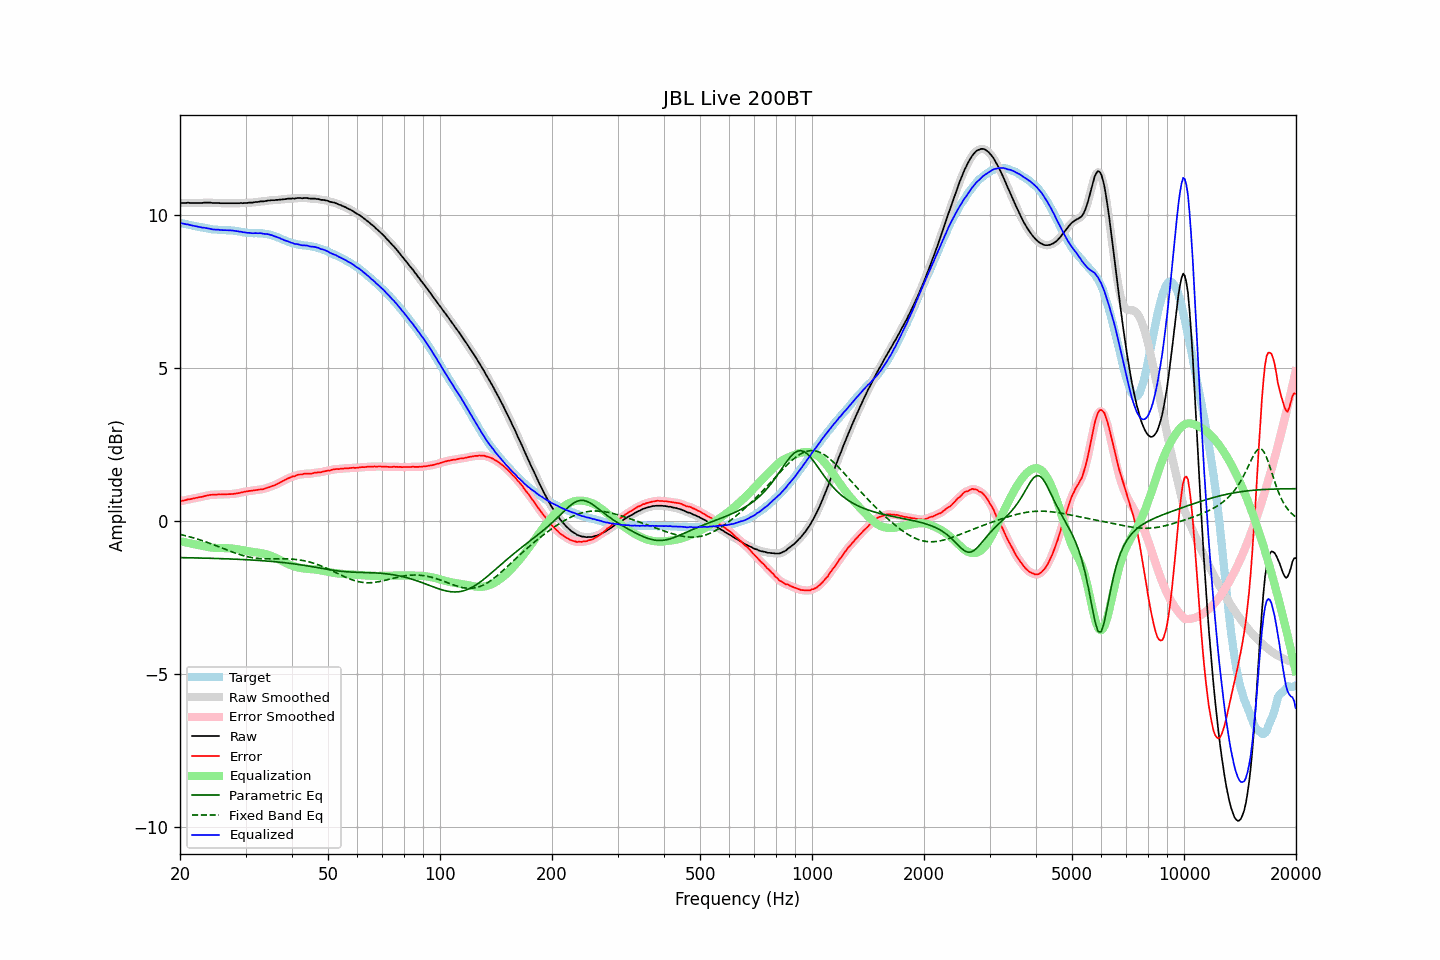 JBL Live 200BT
Amplitude (dBr)
10
5
0
−5
−10
Target
Raw Smoothed
Error Smoothed
Raw
Error
Equalization
Parametric Eq
Fixed Band Eq
Equalized
20 50 100 200 500 1000 2000 5000 10000 20000
Frequency (Hz)